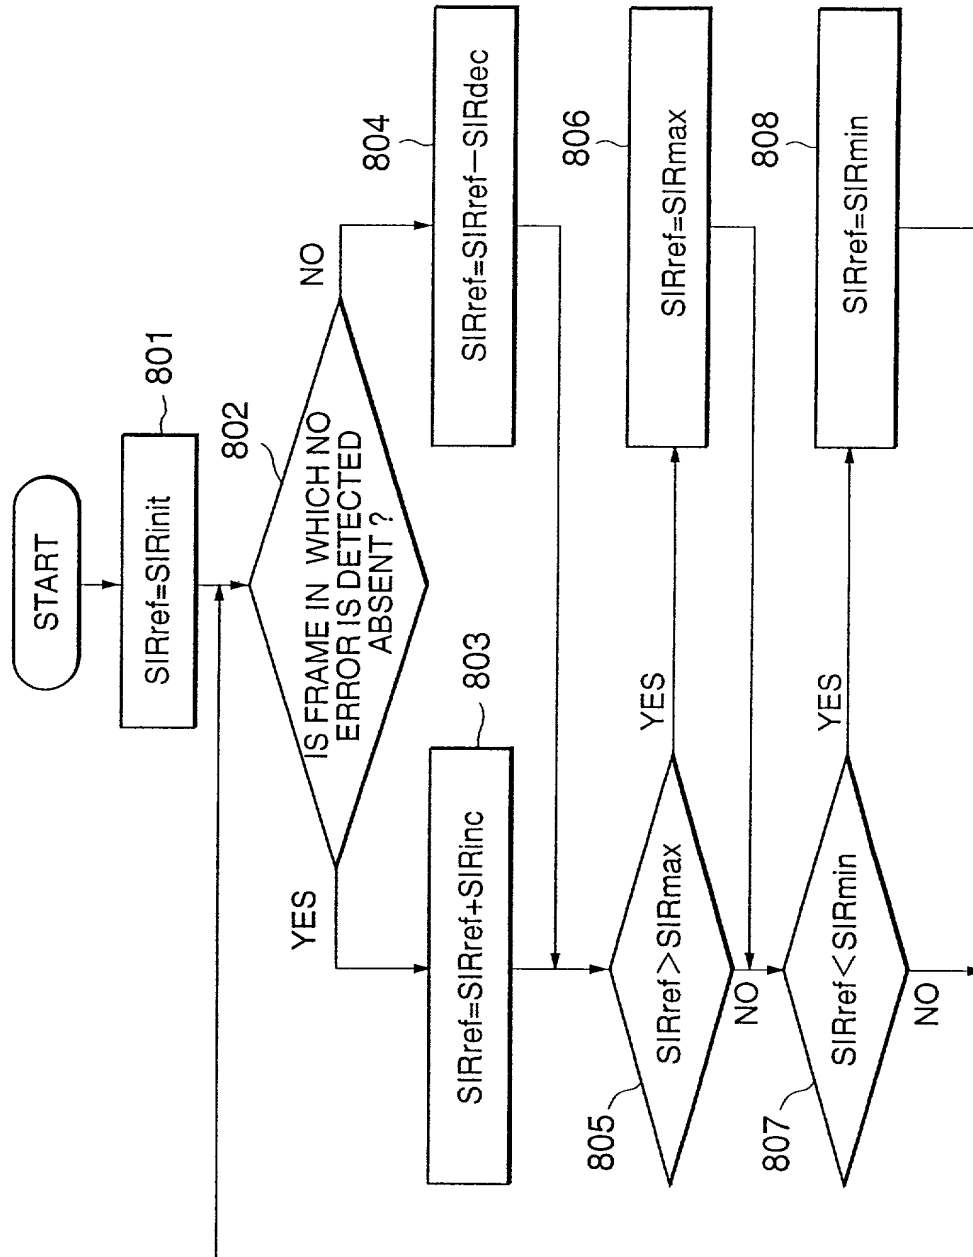 START
801
SIRref=SIRinit
802
IS FRAME IN WHICH NO
ERROR IS DETECTED
ABSENT ?
YES
NO
803
SIRref=SIRref+SIRinc
804
SIRref=SIRref−SIRdec
805
SIRref>SIRmax
YES
NO
806
SIRref=SIRmax
807
SIRref<SIRmin
YES
NO
808
SIRref=SIRmin